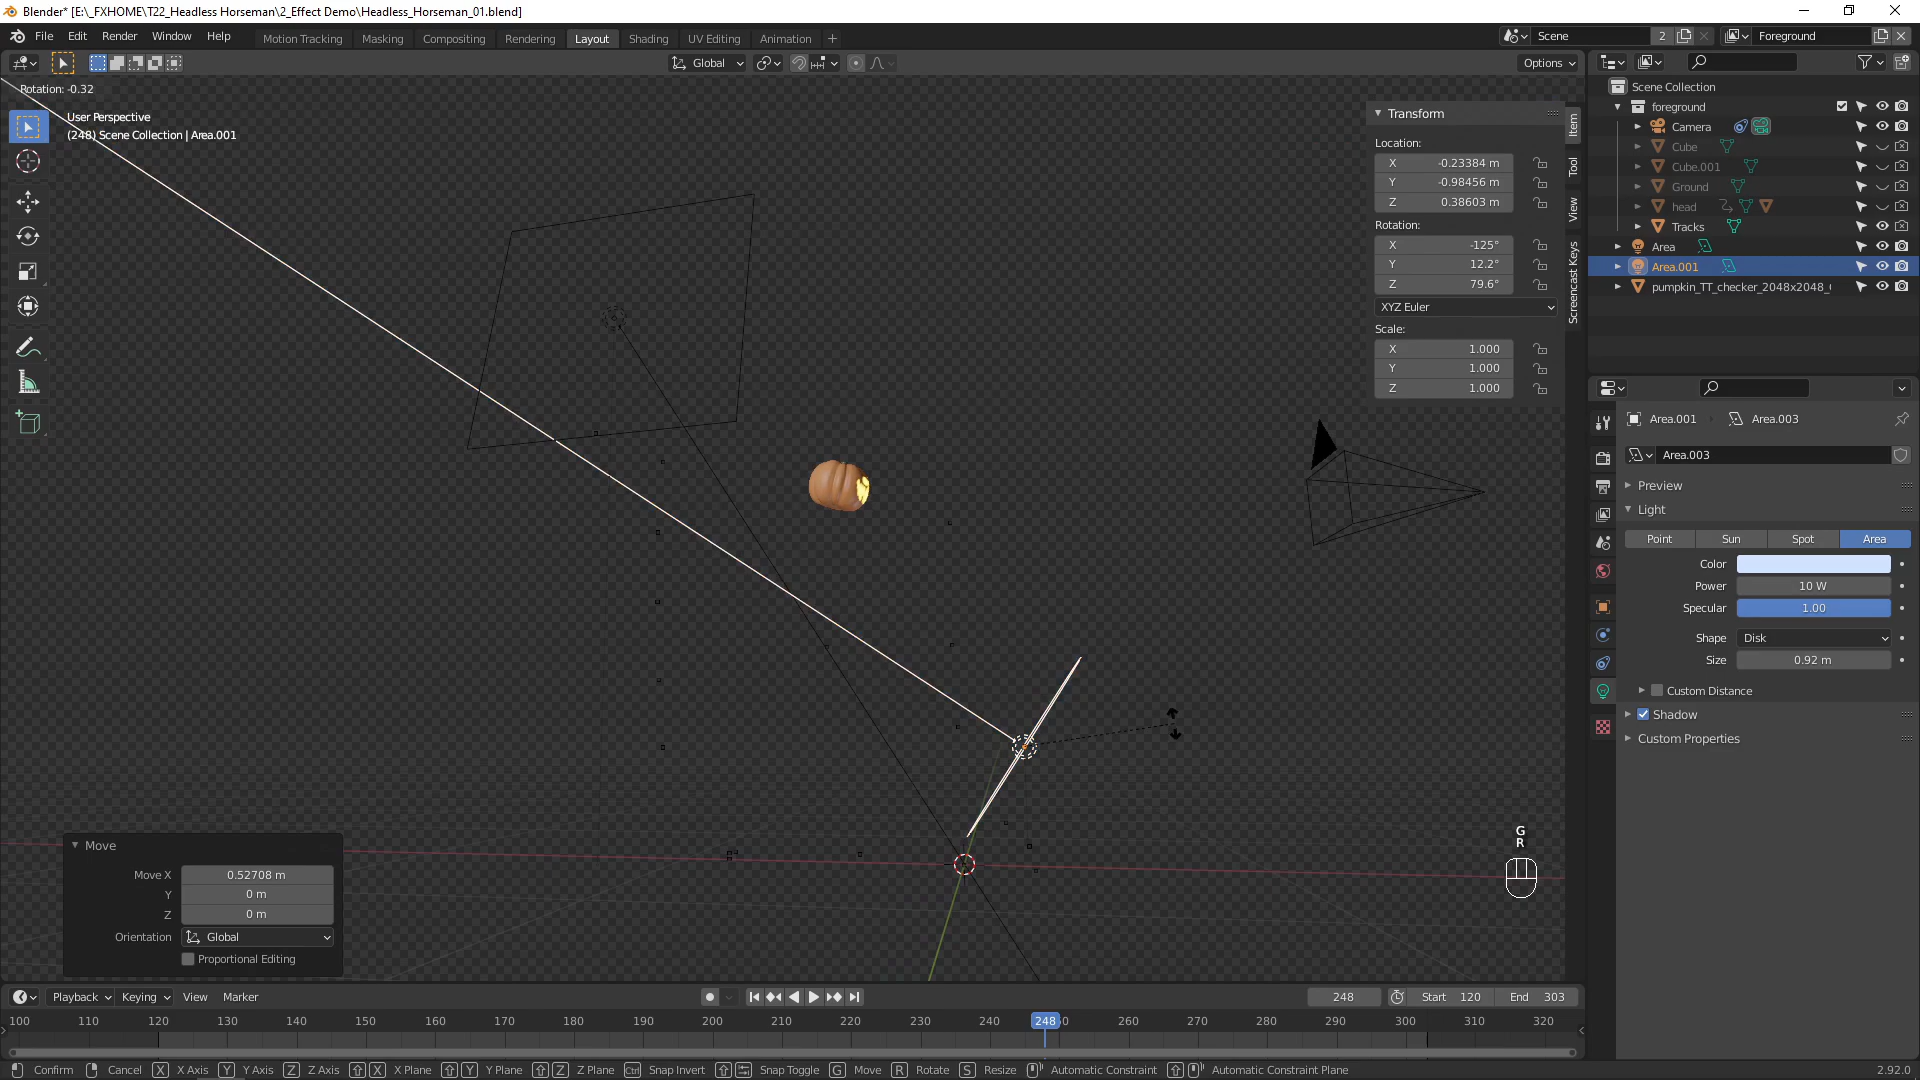 Blender* [E:\_FXHOME\T22_Headless Horseman\2_Effect Demo\Headless_Horseman_01.blend]
File Edit Render Window Help Motion Tracking Masking Compositing Rendering Layout Shading UV Editing Animation + Scene 2 Foreground
Global Options
Rotation: -0.32
User Perspective
(248) Scene Collection | Area.001
Transform
Location:
X -0.23384 m
Y -0.98456 m
Z 0.38603 m
Rotation:
X -125°
Y 12.2°
Z 79.6°
XYZ Euler
Scale:
X 1.000
Y 1.000
Z 1.000
Item
Tool
View
Screencast Keys
Scene Collection
foreground
Camera
Cube
Cube.001
Ground
head
Tracks
Area
Area.001
pumpkin_TT_checker_2048x2048_
Area.001 Area.003
Area.003
Preview
Light
Point Sun Spot Area
Color
Power 10 W
Specular 1.00
Shape Disk
Size 0.92 m
Custom Distance
Shadow
Custom Properties
G
R
Move
Move X 0.52708 m
Y 0 m
Z 0 m
Orientation Global
Proportional Editing
Playback Keying View Marker 248 Start 120 End 303
100 110 120 130 140 150 160 170 180 190 200 210 220 230 240 248 260 270 280 290 300 310 320
Confirm Cancel X X Axis Y Y Axis Z Z Axis X X Plane Y Y Plane Z Z Plane Ctrl Snap Invert Snap Toggle G Move R Rotate S Resize Automatic Constraint Automatic Constraint Plane 2.92.0